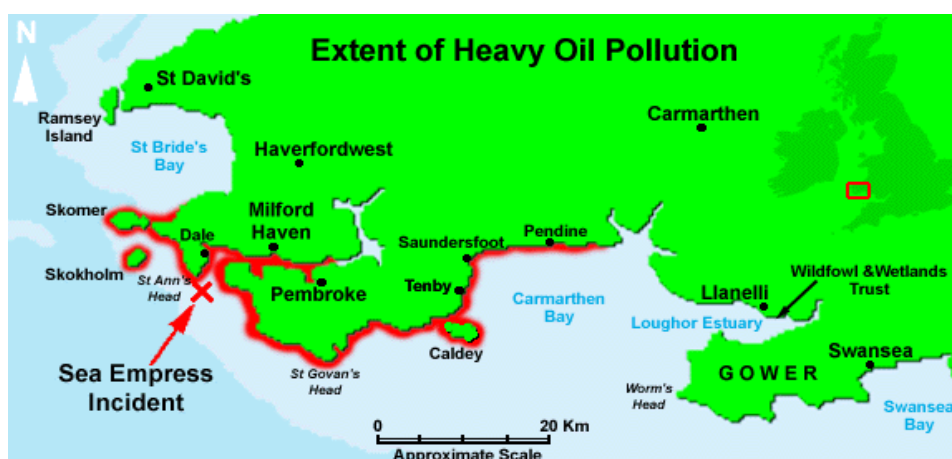 N
Extent of Heavy Oil Pollution
St David's
Ramsey
Island
St Bride's
Bay
Haverfordwest
Carmarthen
Skomer
Milford
Haven
Dale
Saundersfoot
Pendine
Skokholm
St Ann's
Head
Pembroke
Tenby
Carmarthen
Bay
Wildfowl &Wetlands
Trust
Llanelli
Loughor Estuary
Caldey
Sea Empress
Incident
St Govan's
Head
Worm's
Head
GOWER
Swansea
Swansea
Bay
0
20 Km
Approximate Scale